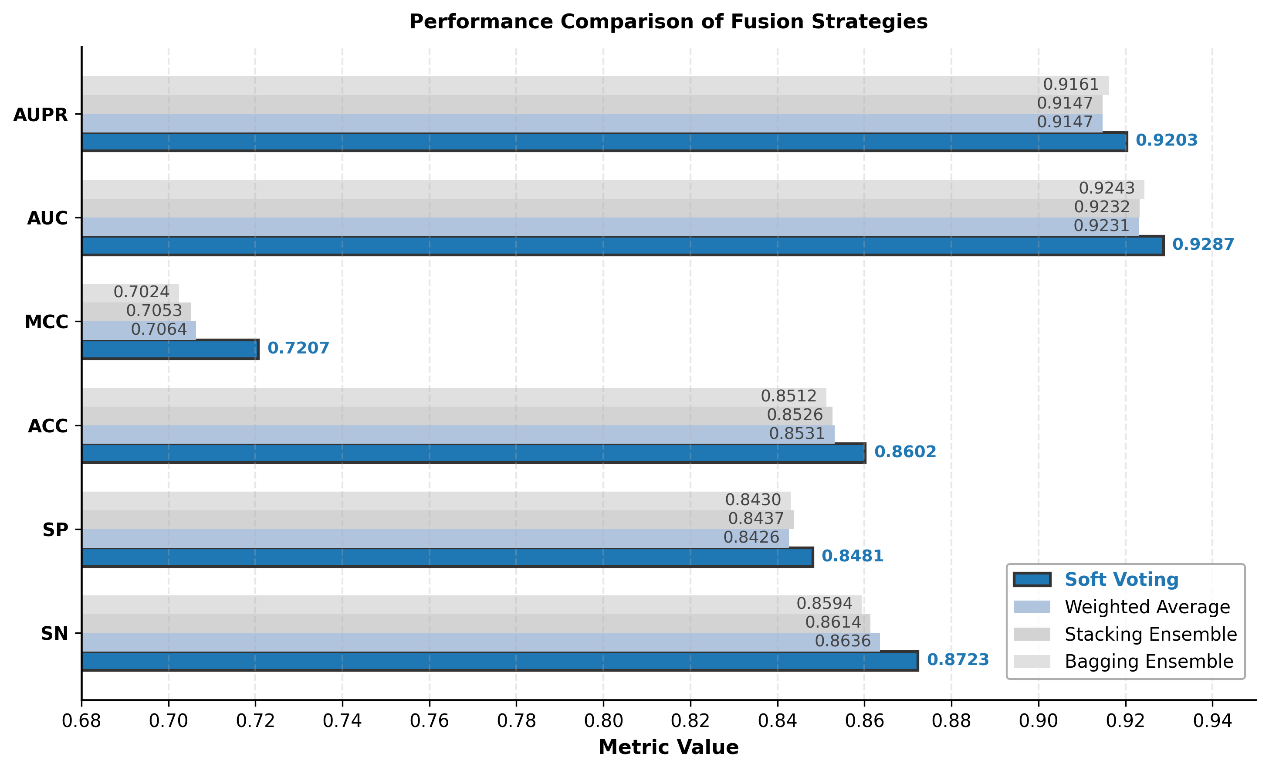 Performance Comparison of Fusion Strategies
AUPR
0.9161
0.9147
0.9147
0.9203
AUC
0.9243
0.9232
0.9231
0.9287
MCC
0.7024
0.7053
0.7064
0.7207
ACC
0.8512
0.8526
0.8531
0.8602
SP
0.8430
0.8437
0.8426
0.8481
SN
0.8594
0.8614
0.8636
0.8723
Soft Voting
Weighted Average
Stacking Ensemble
Bagging Ensemble
0.68 0.70 0.72 0.74 0.76 0.78 0.80 0.82 0.84 0.86 0.88 0.90 0.92 0.94
Metric Value